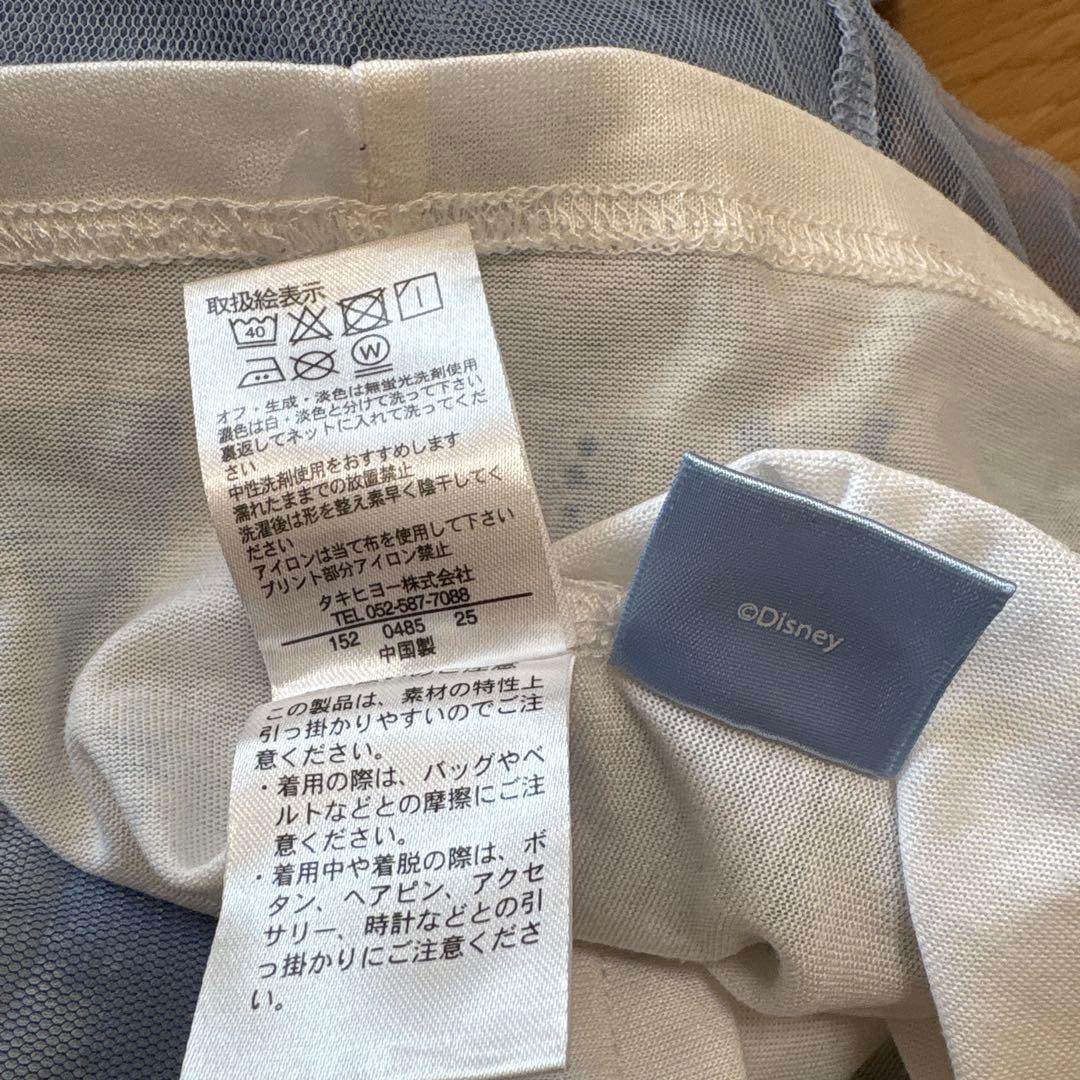 取扱絵表示
40
W
オフ・生成・淡色は無蛍光洗剤使用
濃色は白・淡色と分けて洗って下さい
裏返してネットに入れて洗ってくだ
さい
中性洗剤使用をおすすめします
濡れたままでの放置禁止
洗濯後は形を整え素早く陰干してく
ださい
アイロンは当て布を使用して下さい
プリント部分アイロン禁止
タキヒヨー株式会社
TEL052-587-7088
152 0485 25
中国製
この製品は、素材の特性上
引っ掛かりやすいのでご注
意ください。
・着用の際は、バッグやベ
ルトなどとの摩擦にご注
意ください。
・着用中や着脱の際は、ボ
タン、ヘアピン、アクセ
サリー、時計などとの引
っ掛かりにご注意くださ
い。
©Disney